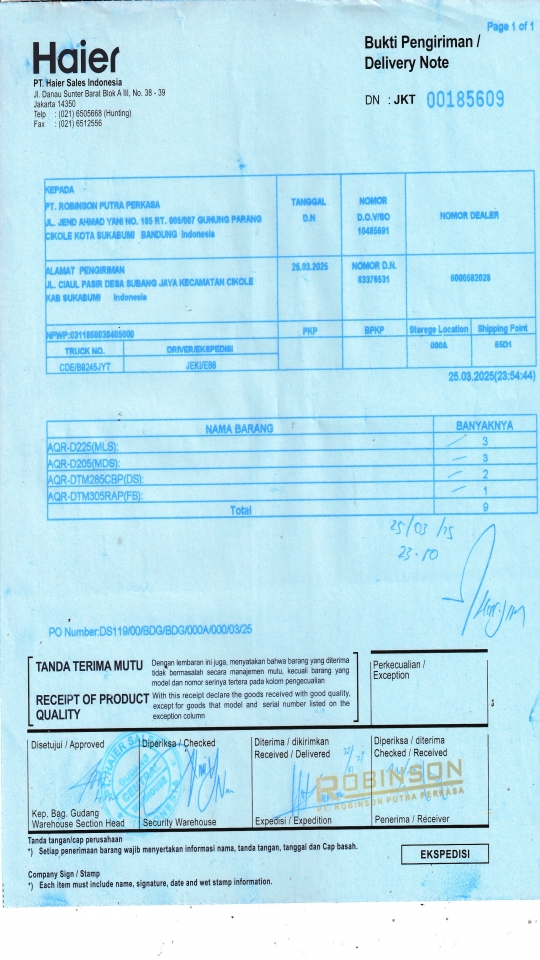 Page 1 of 1
Haier
PT. Haier Sales Indonesia
Jl. Danau Sunter Barat Blok A III, No. 38 - 39
Jakarta 14350
Telp : (021) 6505668 (Hunting)
Fax : (021) 6512556
Bukti Pengiriman /
Delivery Note
DN : JKT 00185609
KEPADA
PT. ROBINSON PUTRA PERKASA
JL. JEND AHMAD YANI NO. 185 RT. 005/007 GUNUNG PARANG
CIKOLE KOTA SUKABUMI BANDUNG Indonesia
TANGGAL
D.N
NOMOR
D.O.V/SO
10485691
NOMOR DEALER
ALAMAT PENGIRIMAN
JL. CIAUL PASIR DESA SUBANG JAYA KECAMATAN CIKOLE
KAB SUKABUMI Indonesia
25.03.2025
NOMOR D.N.
83376531
6000582028
NPWP:0311868038405000
PKP
BPKP
Storege Location
Shipping Point
TRUCK NO.
DRIVER/EKSPEDISI
000A
65D1
CDE/B9245JYT
JEKI/E89
25.03.2025(23:54:44)
NAMA BARANG
BANYAKNYA
AQR-D225(MLS): 3
AQR-D205(MDS): 3
AQR-DTM285CBP(DS): 2
AQR-DTM305RAP(FB): 1
Total 9
25/03/25
23.10
PO Number:DS119/00/BDG/BDG/000A/000/03/25
TANDA TERIMA MUTU
Dengan lembaran ini juga, menyatakan bahwa barang yang diterima
tidak bermasalah secara manajemen mutu, kecuali barang yang
model dan nomor serinya tertera pada kolom pengecualian
RECEIPT OF PRODUCT
QUALITY
With this receipt declare the goods received with good quality,
except for goods that model and serial number listed on the
exception column
Perkecualian /
Exception
Disetujui / Approved
Diperiksa / Checked
Diterima / dikirimkan
Received / Delivered
Diperiksa / diterima
Checked / Received
ROBINSON
PT. ROBINSON PUTRA PERKASA
Kep. Bag. Gudang
Warehouse Section Head
Security Warehouse
Expedisi / Expedition
Penerima / Receiver
Tanda tangan/cap perusahaan
*) Setiap penerimaan barang wajib menyertakan informasi nama, tanda tangan, tanggal dan Cap basah.
EKSPEDISI
Company Sign / Stamp
*) Each item must include name, signature, date and wet stamp information.